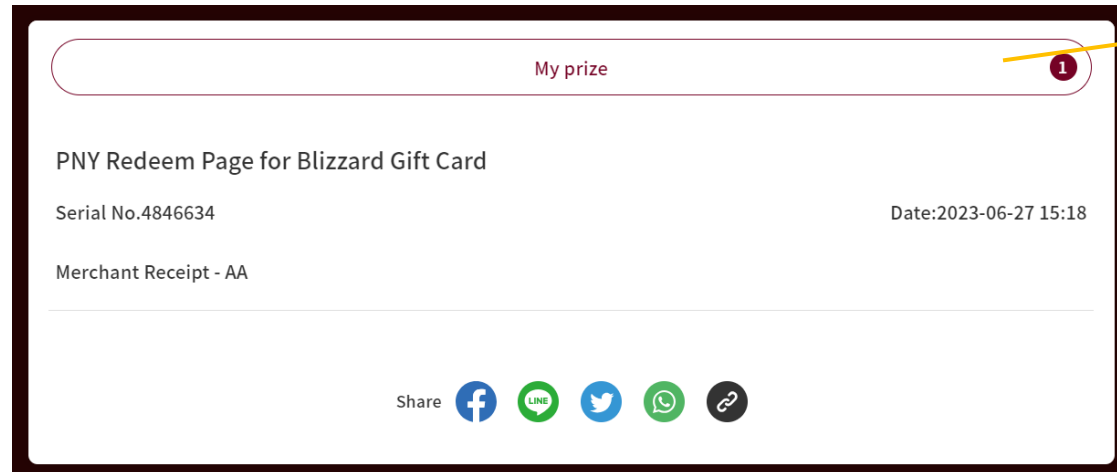 My prize
1
PNY Redeem Page for Blizzard Gift Card
Serial No.4846634
Date:2023-06-27 15:18
Merchant Receipt - AA
Share
LINE